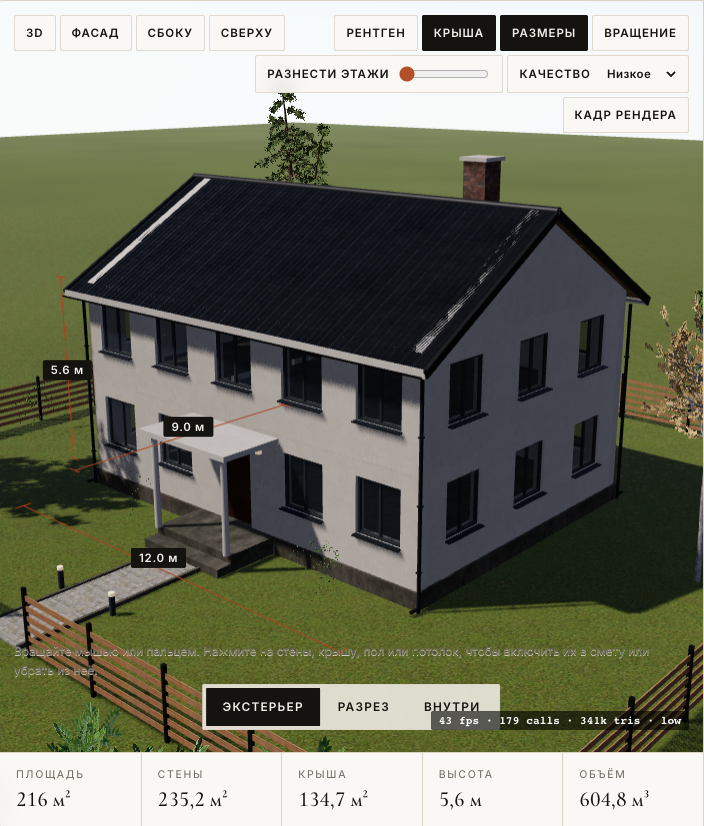 3D ФАСАД СБОКУ СВЕРХУ РЕНТГЕН КРЫША РАЗМЕРЫ ВРАЩЕНИЕ
РАЗНЕСТИ ЭТАЖИ КАЧЕСТВО Низкое
КАДР РЕНДЕРА
5.6 м
9.0 м
12.0 м
Вращайте мышью или пальцем. Нажмите на стены, крышу, пол или потолок, чтобы включить их в смету или
убрать из неё.
ЭКСТЕРЬЕР РАЗРЕЗ ВНУТРИ
43 fps · 179 calls · 341k tris · low
ПЛОЩАДЬ СТЕНЫ КРЫША ВЫСОТА ОБЪЁМ
216 м² 235,2 м² 134,7 м² 5,6 м 604,8 м³